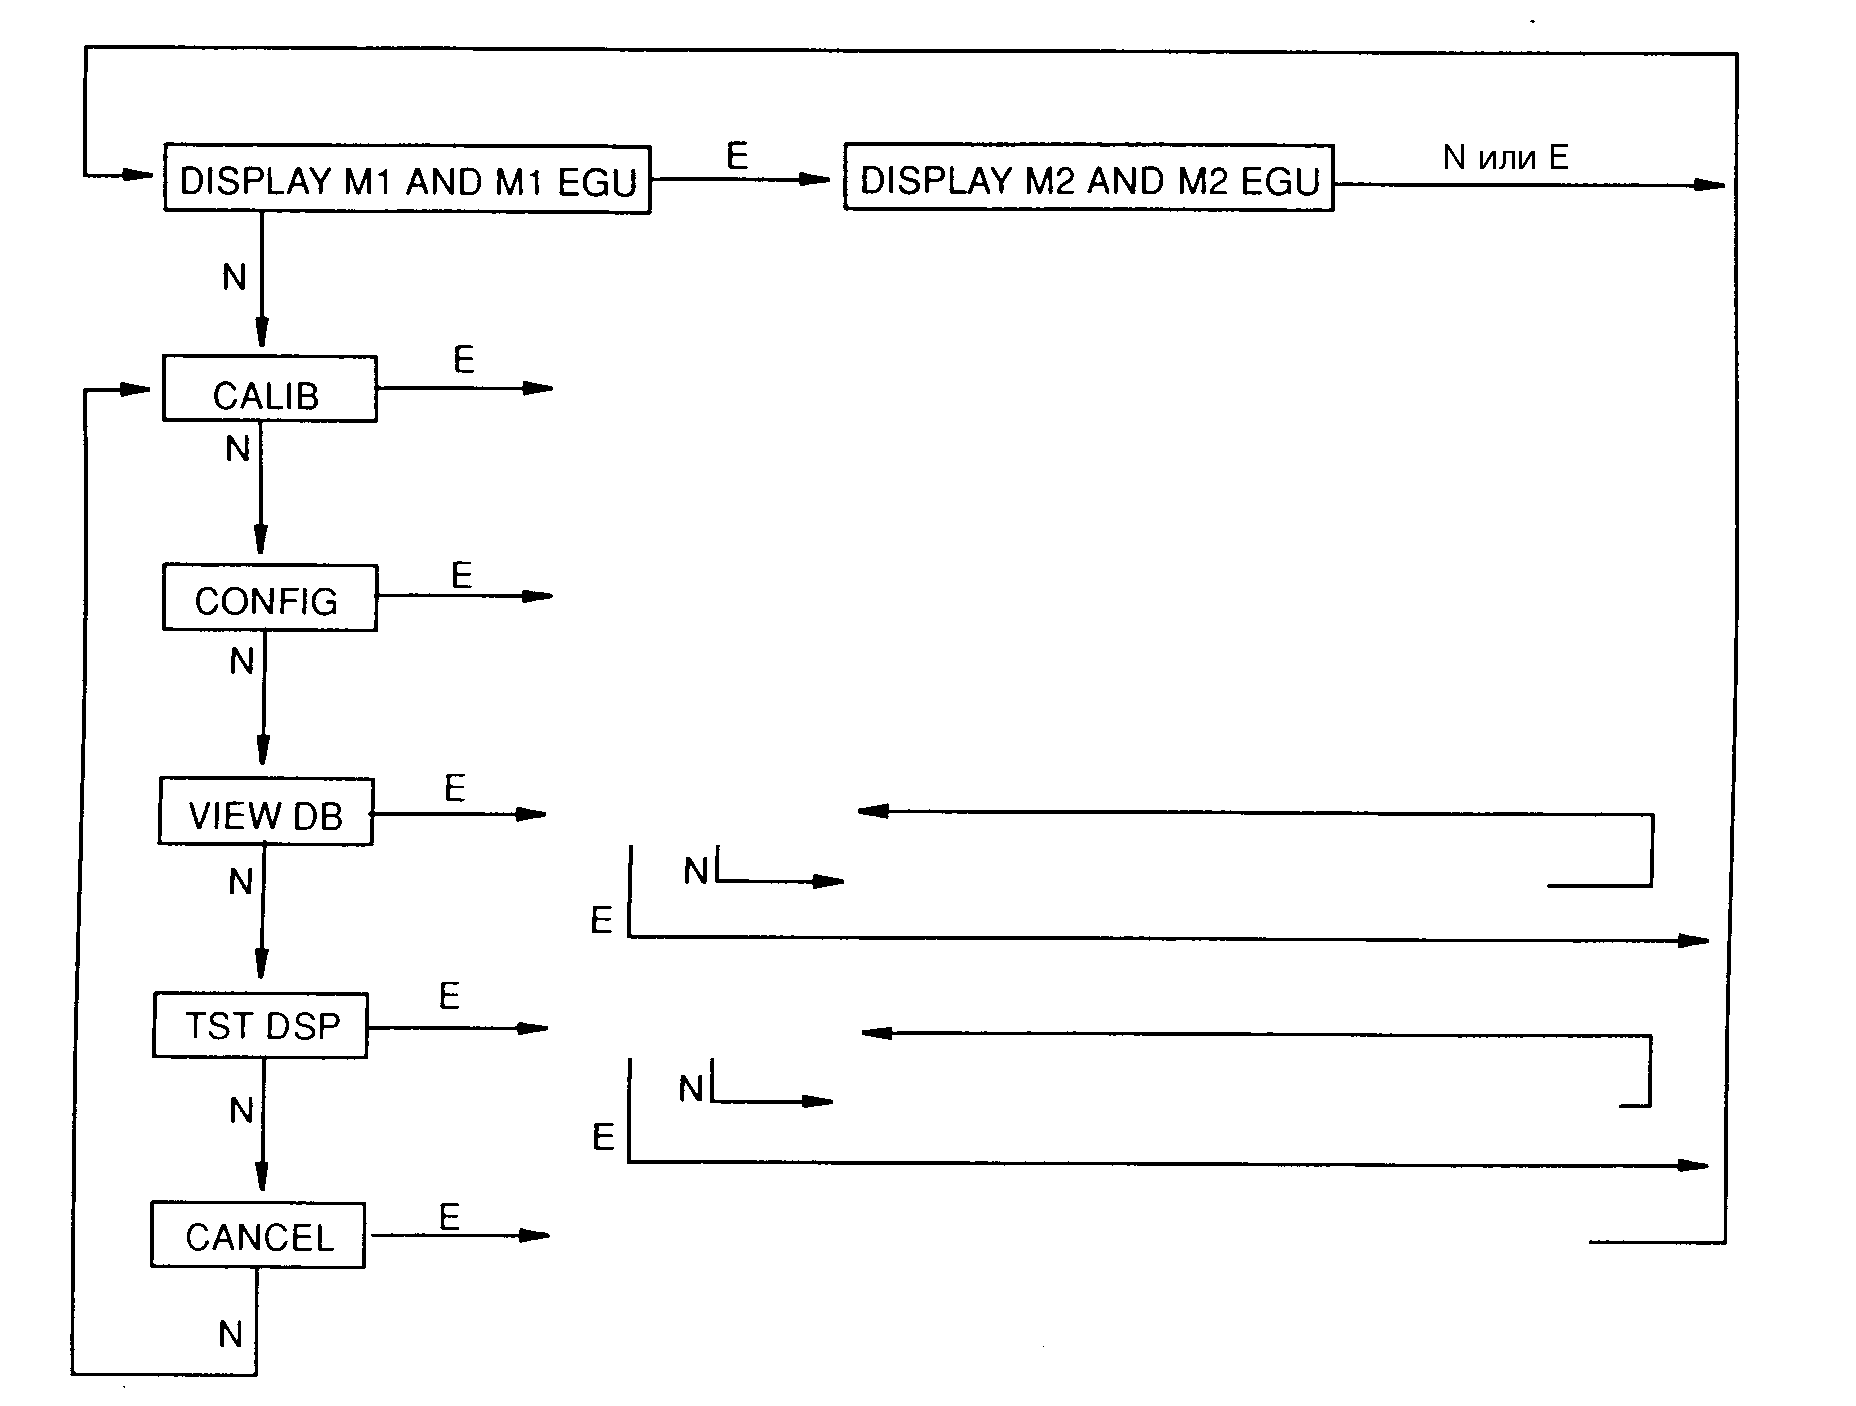 DISPLAY M1 AND M1 EGU
E
DISPLAY M2 AND M2 EGU
N или E
N
CALIB
E
N
CONFIG
E
N
VIEW DB
E
N
N
E
TST DSP
E
N
N
E
CANCEL
E
N